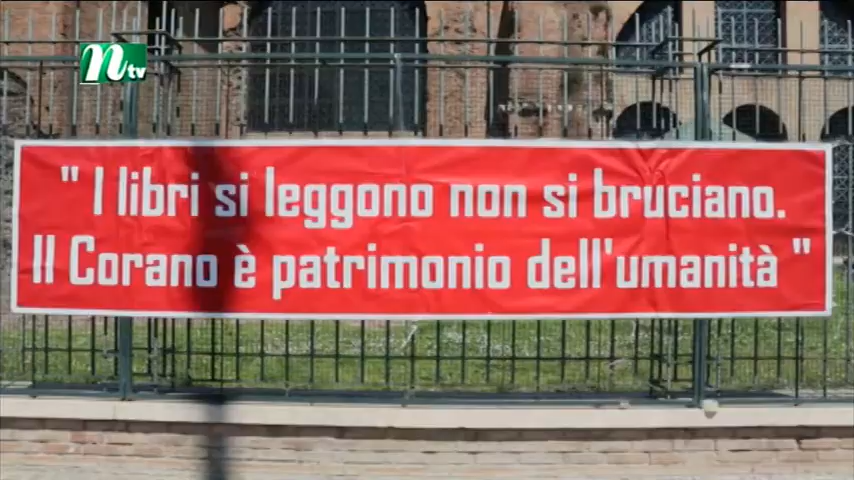 ntv
" I libri si leggono non si bruciano.
Il Corano è patrimonio dell'umanità "